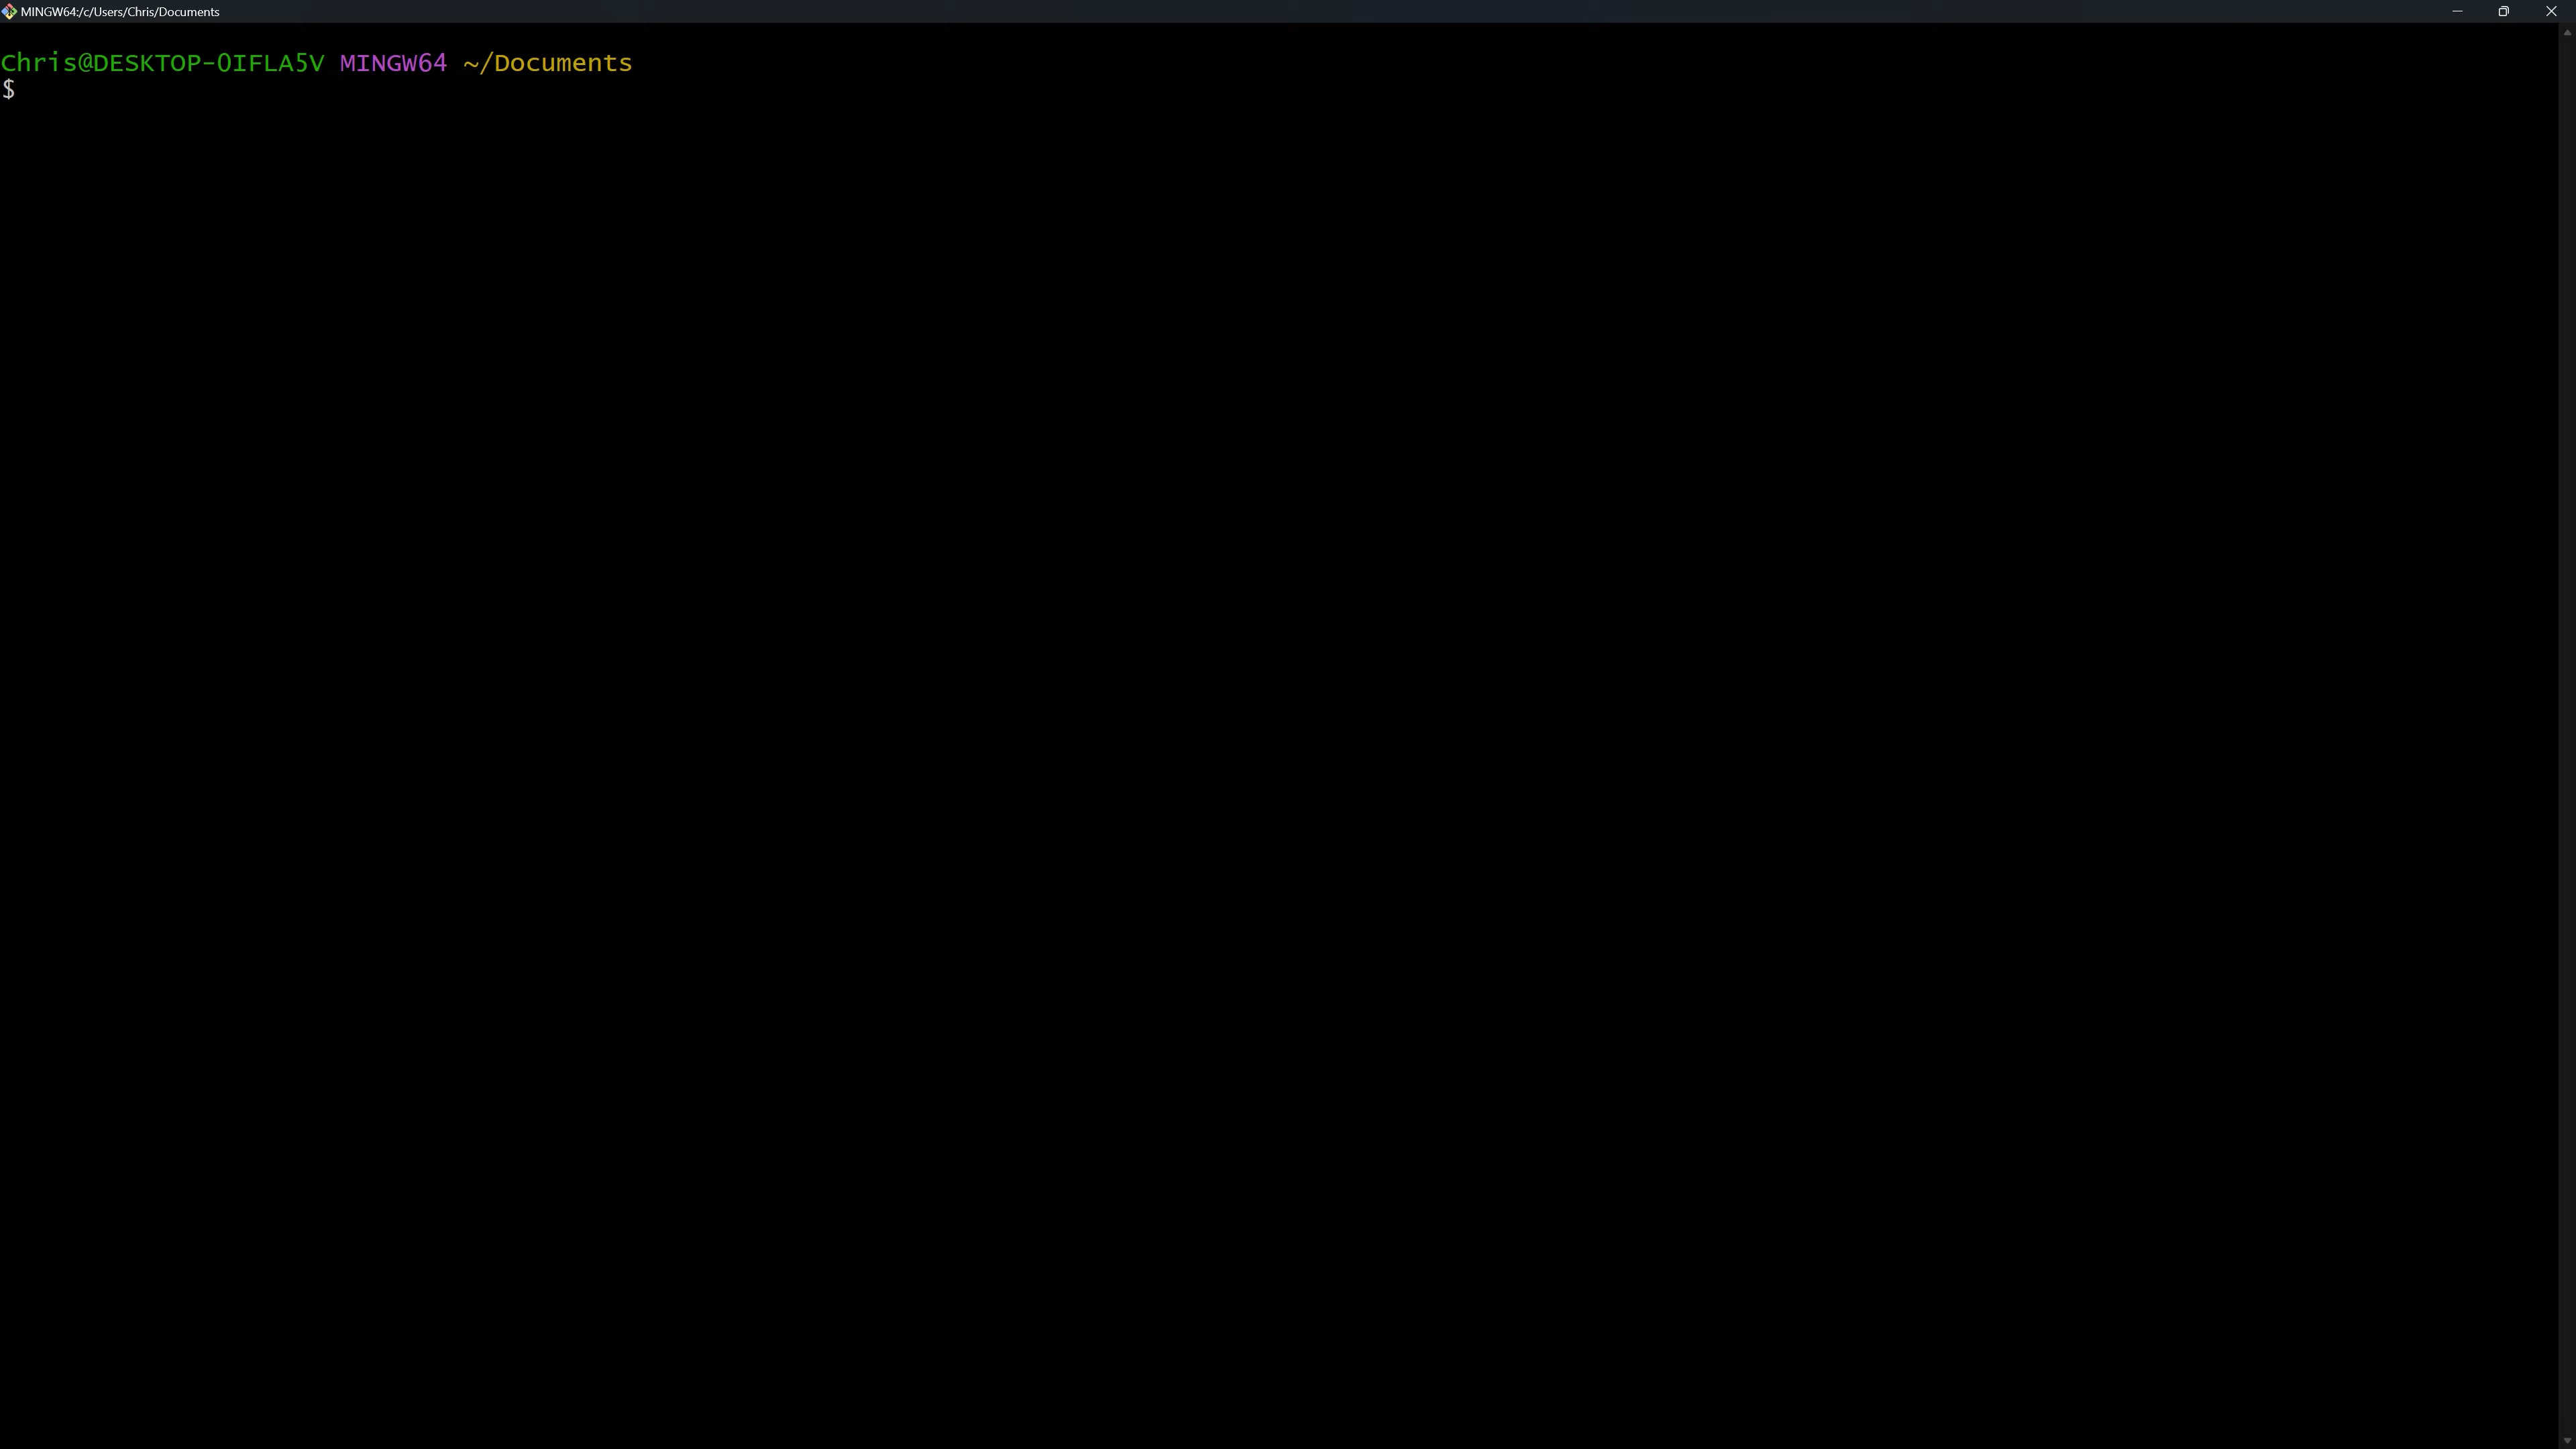 MINGW64:/c/Users/Chris/Documents
Chris@DESKTOP-OIFLA5V MINGW64 ~/Documents
$